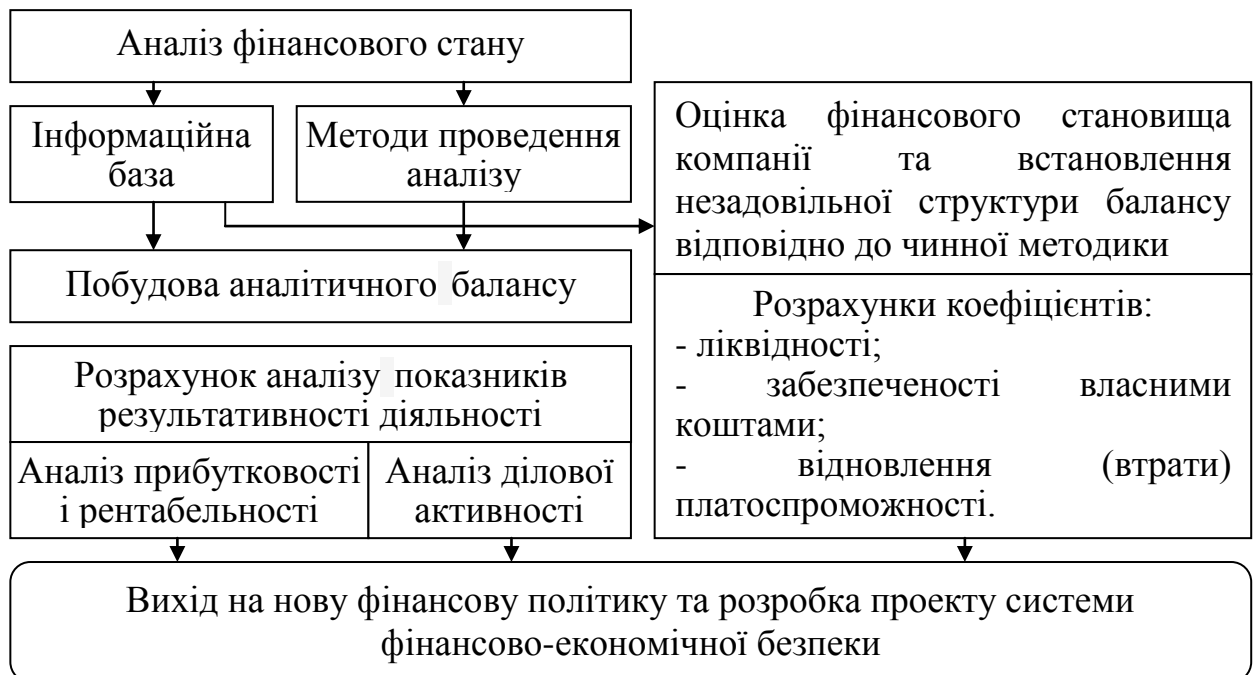 Аналіз фінансового стану
Інформаційна
база
Методи проведення
аналізу
Побудова аналітичного балансу
Розрахунок аналізу показників
результативності діяльності
Аналіз прибутковості
і рентабельності
Аналіз ділової
активності
Оцінка фінансового становища
компанії та встановлення
незадовільної структури балансу
відповідно до чинної методики
Розрахунки коефіцієнтів:
- ліквідності;
- забезпеченості власними
коштами;
- відновлення (втрати)
платоспроможності.
Вихід на нову фінансову політику та розробка проекту системи
фінансово-економічної безпеки